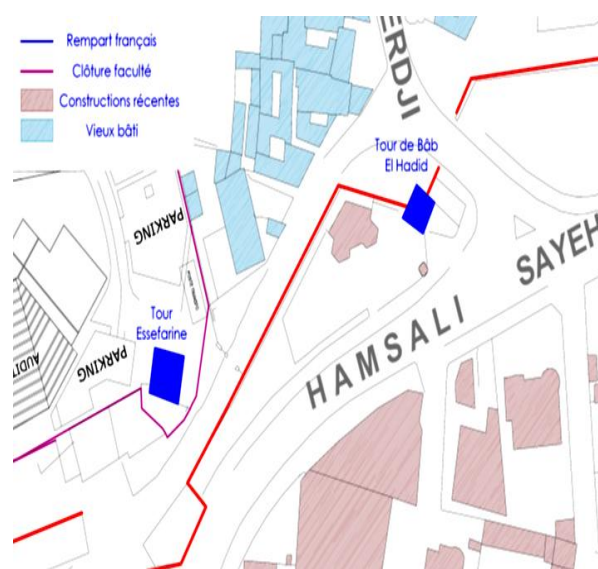 Rempart français
Clôture faculté
Constructions récentes
Vieux bâti
ERDJI
Tour de Bâb
El Hadid
PARKING
SAYEH
Tour
Essefarine
HAMSALI
PARKING
AUDIT